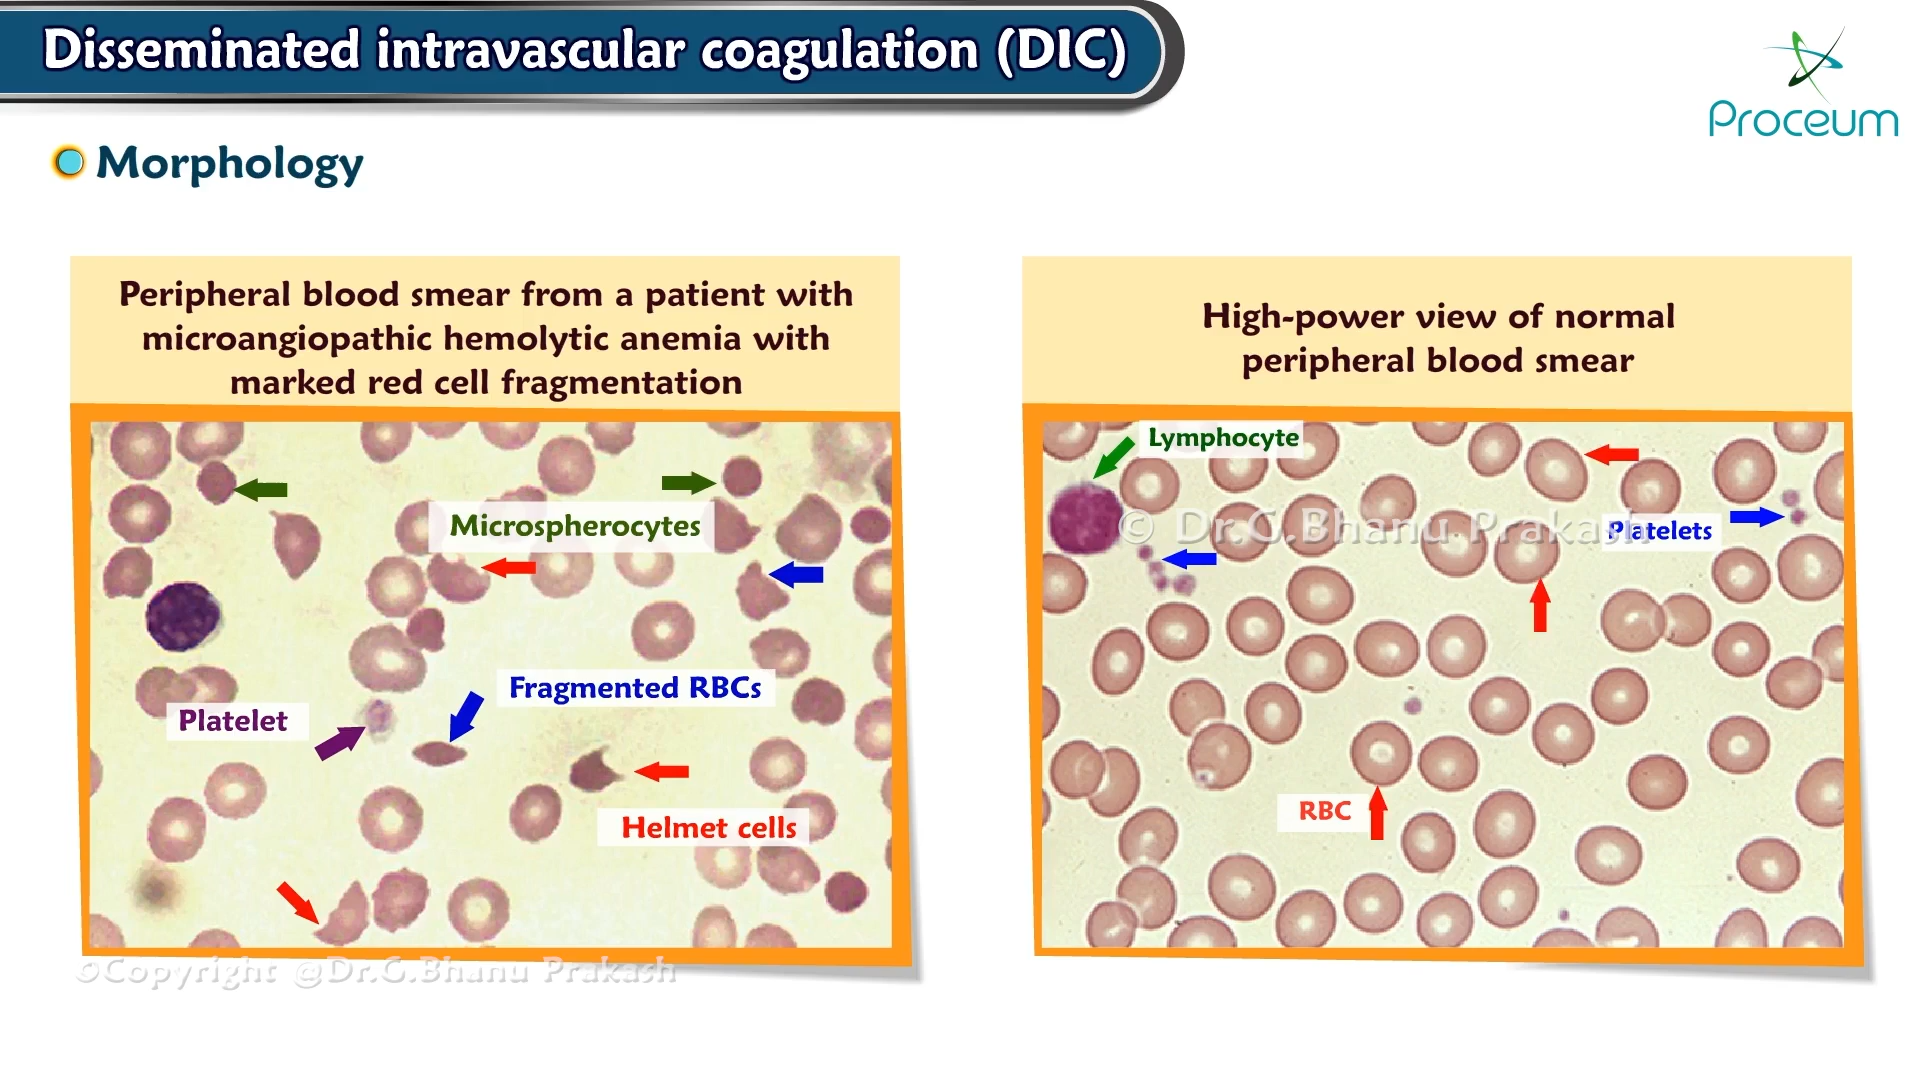 Disseminated intravascular coagulation (DIC)
Proceum
Morphology
Peripheral blood smear from a patient with
microangiopathic hemolytic anemia with
marked red cell fragmentation
Microspherocytes
Fragmented RBCs
Platelet
Helmet cells
©Copyright @Dr.G.Bhanu Prakash
High-power view of normal
peripheral blood smear
Lymphocyte
© Dr.G.Bhanu Prakash
Platelets
RBC